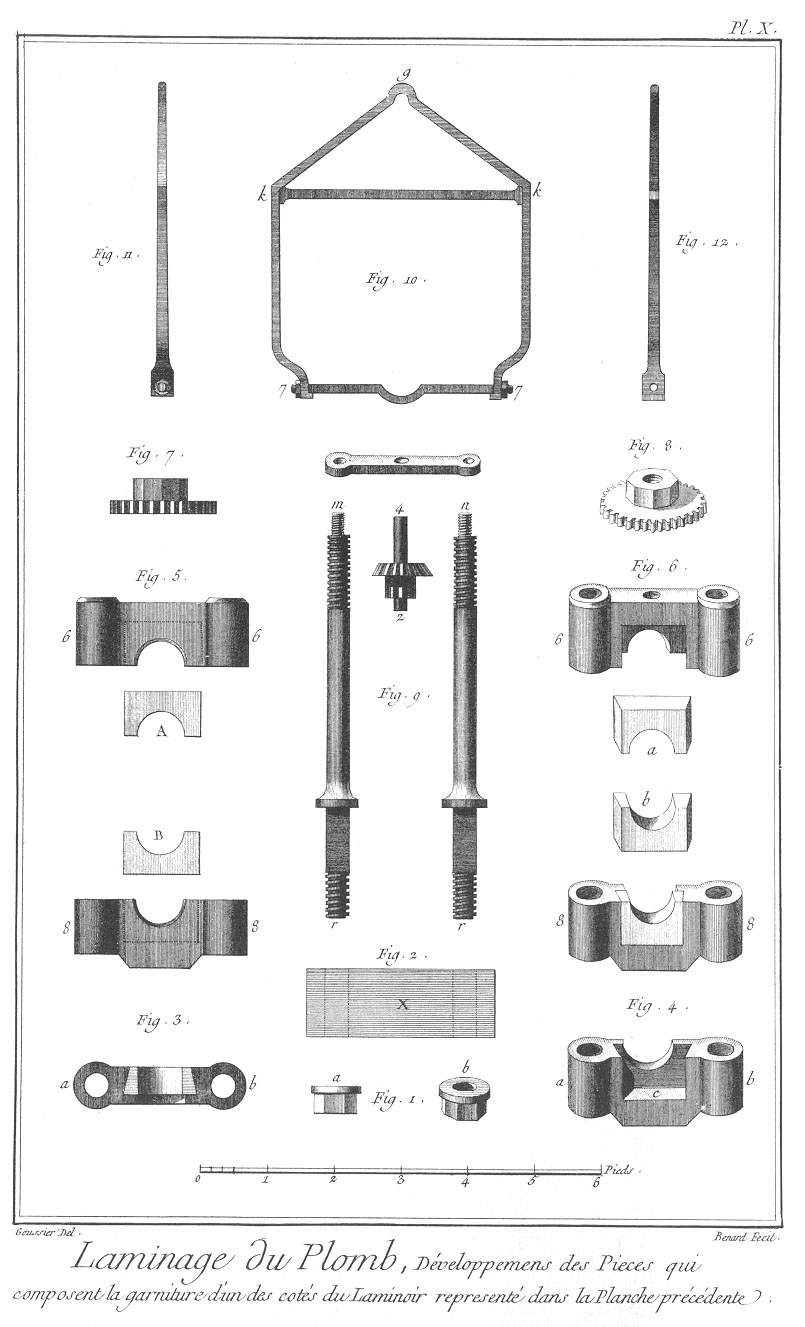 Pl. X.
g
k
k
Fig. 11.
Fig. 12.
Fig. 10.
7
7
Fig. 7.
Fig. 8.
m
4
n
Fig. 5.
Fig. 6.
2
6
6
6
6
Fig. 9.
A
a
b
B
8
8
8
8
r
r
Fig. 2.
X
Fig. 3.
Fig. 4.
a
b
a
b
a
b
c
Fig. 1.
Pieds.
0 1 2 3 4 5 6
Goussier Del.
Benard Fecit.
Laminage du Plomb, Développemens des Pieces qui
composent la garniture d'un des cotés du Laminoir representé dans la Planche précédente.